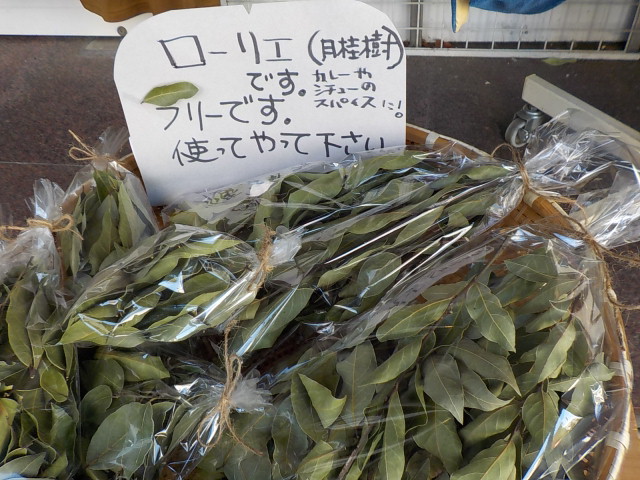 ローリエ(月桂樹)
です。カレーや
シチューの
スパイスに!
フリーです。
使ってやって下さい